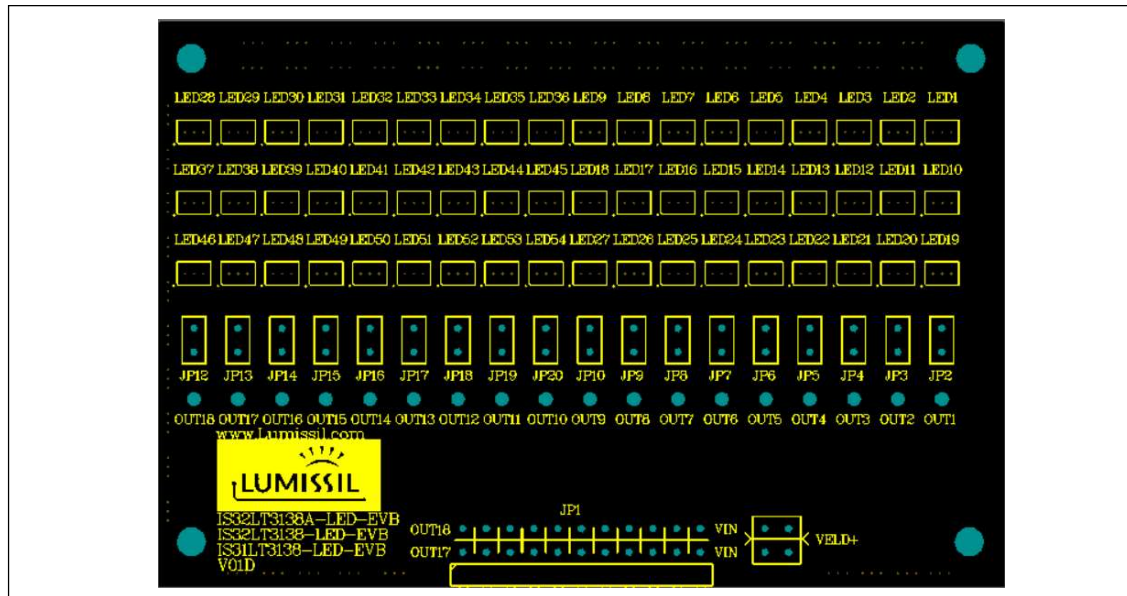 LED28 LED29 LED30 LED31 LED32 LED33 LED34 LED35 LED36 LED9 LED8 LED7 LED6 LED5 LED4 LED3 LED2 LED1
LED37 LED38 LED39 LED40 LED41 LED42 LED43 LED44 LED45 LED18 LED17 LED16 LED15 LED14 LED13 LED12 LED11 LED10
LED46 LED47 LED48 LED49 LED50 LED51 LED52 LED53 LED54 LED27 LED26 LED25 LED24 LED23 LED22 LED21 LED20 LED19
JP12 JP13 JP14 JP15 JP16 JP17 JP18 JP19 JP20 JP10 JP9 JP8 JP7 JP6 JP5 JP4 JP3 JP2
OUT18 OUT17 OUT16 OUT15 OUT14 OUT13 OUT12 OUT11 OUT10 OUT9 OUT8 OUT7 OUT6 OUT5 OUT4 OUT3 OUT2 OUT1
www.Lumissil.com
LUMISSIL
IS32LT3138A-LED-EVB
IS32LT3138-LED-EVB
IS31LT3138-LED-EVB
V01D
JP1
OUT18 VIN
OUT17 VIN
VELD+